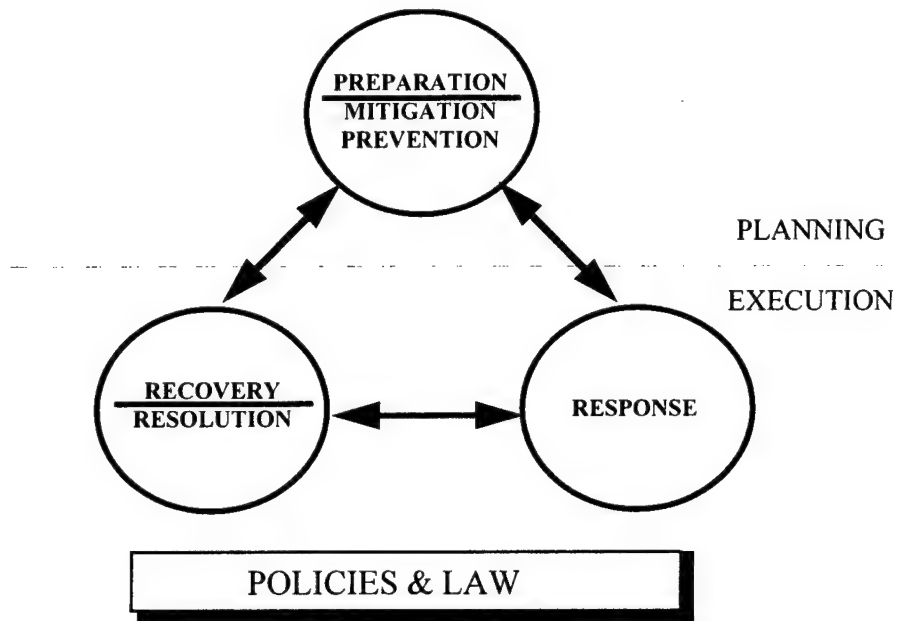 PREPARATION
MITIGATION
PREVENTION
PLANNING
EXECUTION
RECOVERY
RESOLUTION
RESPONSE
POLICIES & LAW